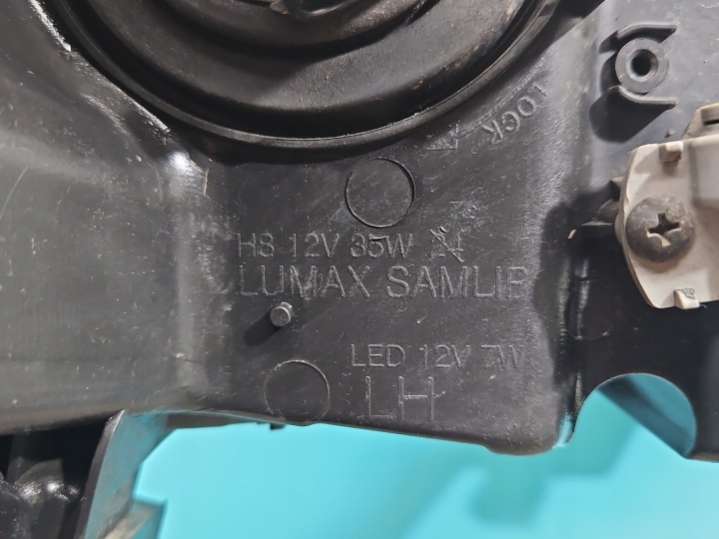 LOCK
H8 12V 35W
LUMAX SAMLIP
LED 12V 7W
LH